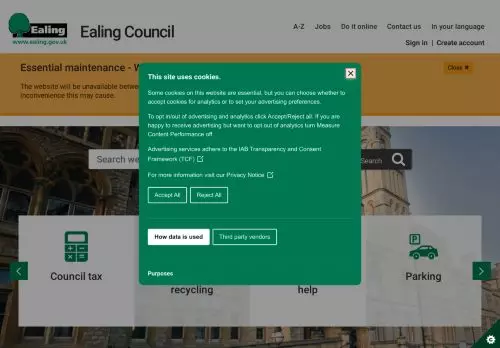 Ealing
www.ealing.gov.uk
Ealing Council
A-Z Jobs Do it online Contact us In your language
Sign in | Create account
Essential maintenance - W
Close ✖
The website will be unavailable betwe
inconvenience this may cause.
This site uses cookies.
Some cookies on this website are essential, but you can choose whether to
accept cookies for analytics or to set your advertising preferences.
To opt in/out of advertising and analytics click Accept/Reject all. If you are
happy to receive advertising but want to opt out of analytics turn Measure
Content Performance off.
Advertising services adhere to the IAB Transparency and Consent
Framework (TCF)
For more information visit our Privacy Notice
Accept All
Reject All
How data is used
Third party vendors
Purposes
Search we
Search
Council tax
recycling
help
Parking